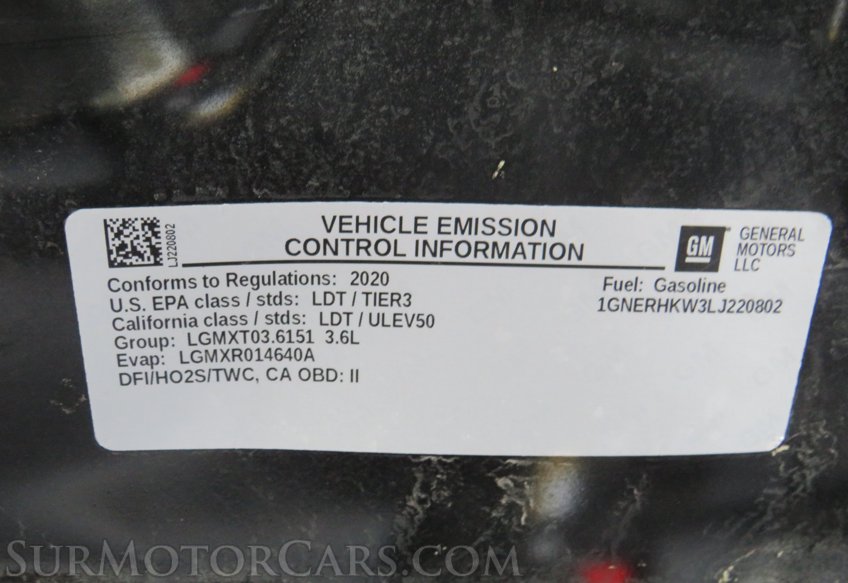 VEHICLE EMISSION
CONTROL INFORMATION
LJ220802
GM
GENERAL
MOTORS
LLC
Conforms to Regulations: 2020
U.S. EPA class / stds: LDT / TIER3
California class / stds: LDT / ULEV50
Group: LGMXT03.6151 3.6L
Evap: LGMXR014640A
DFI/HO2S/TWC, CA OBD: II
Fuel: Gasoline
1GNERHKW3LJ220802
SURMOTORCARS.COM